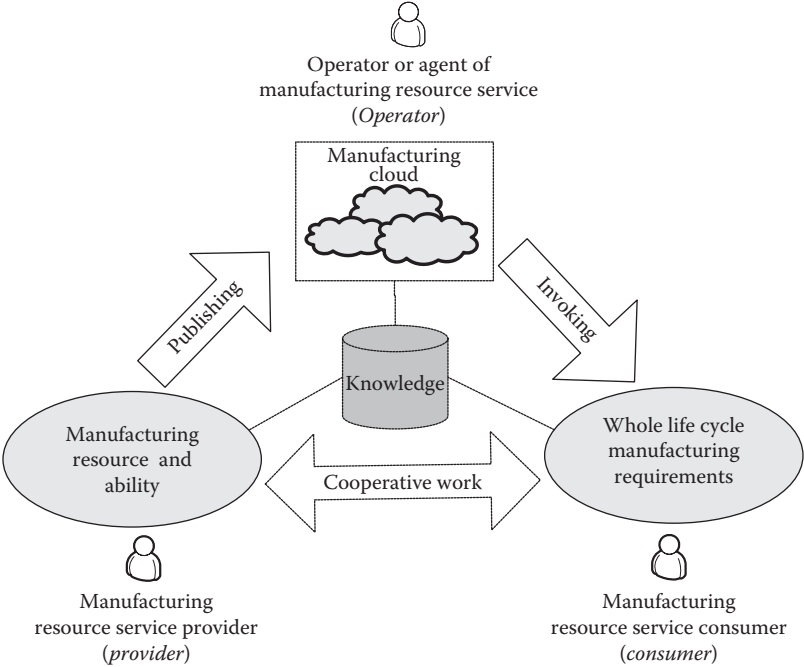 Operator or agent of
manufacturing resource service
(Operator)
Manufacturing
cloud
Publishing
Invoking
Knowledge
Manufacturing
resource and
ability
Whole life cycle
manufacturing
requirements
Cooperative work
Manufacturing
resource service provider
(provider)
Manufacturing
resource service consumer
(consumer)